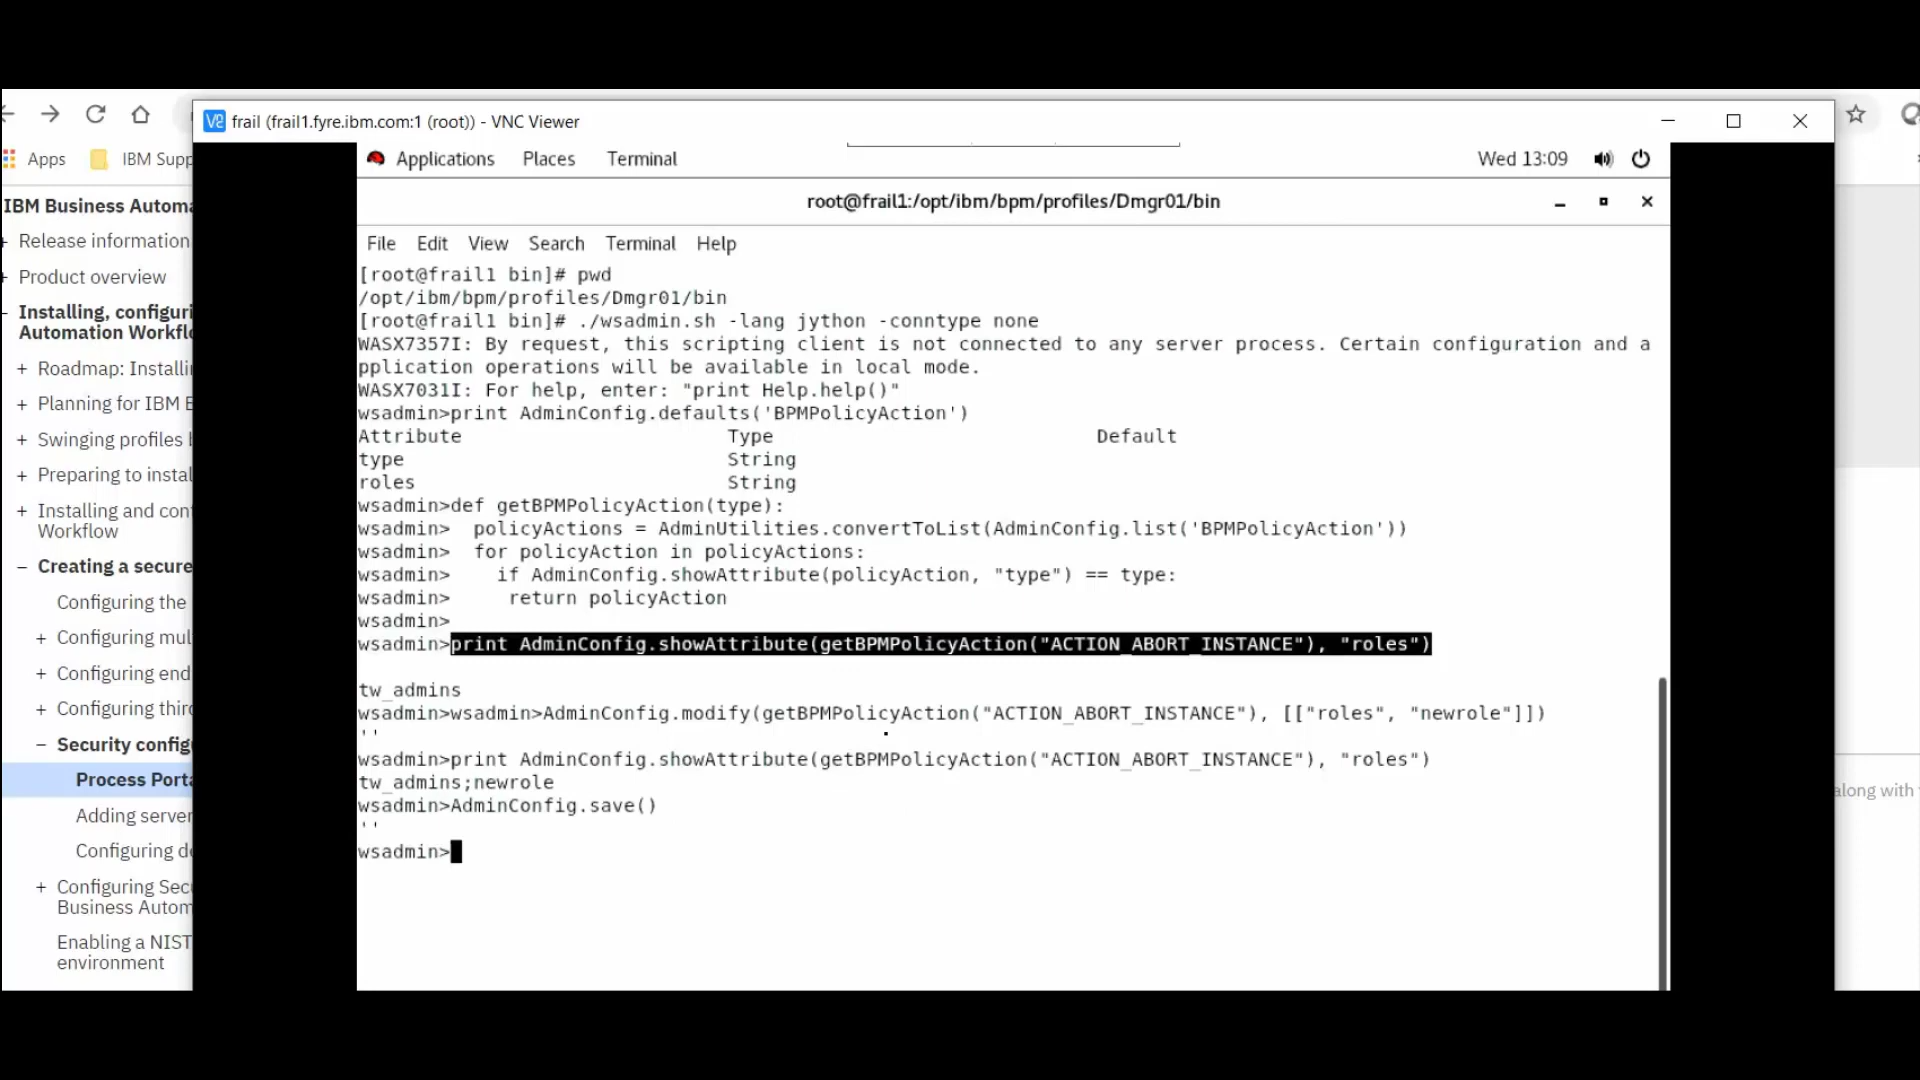 frail (frail1.fyre.ibm.com:1 (root)) - VNC Viewer
Apps
IBM Supp
Applications Places Terminal
Wed 13:09
root@frail1:/opt/ibm/bpm/profiles/Dmgr01/bin
File Edit View Search Terminal Help
[root@frail1 bin]# pwd
/opt/ibm/bpm/profiles/Dmgr01/bin
[root@frail1 bin]# ./wsadmin.sh -lang jython -conntype none
WASX7357I: By request, this scripting client is not connected to any server process. Certain configuration and a
pplication operations will be available in local mode.
WASX7031I: For help, enter: "print Help.help()"
wsadmin>print AdminConfig.defaults('BPMPolicyAction')
Attribute Type Default
type String
roles String
wsadmin>def getBPMPolicyAction(type):
wsadmin>  policyActions = AdminUtilities.convertToList(AdminConfig.list('BPMPolicyAction'))
wsadmin>  for policyAction in policyActions:
wsadmin>    if AdminConfig.showAttribute(policyAction, "type") == type:
wsadmin>     return policyAction
wsadmin>
wsadmin>print AdminConfig.showAttribute(getBPMPolicyAction("ACTION_ABORT_INSTANCE"), "roles")
tw_admins
wsadmin>wsadmin>AdminConfig.modify(getBPMPolicyAction("ACTION_ABORT_INSTANCE"), [["roles", "newrole"]])
''
wsadmin>print AdminConfig.showAttribute(getBPMPolicyAction("ACTION_ABORT_INSTANCE"), "roles")
tw_admins;newrole
wsadmin>AdminConfig.save()
''
wsadmin>
IBM Business Automa
+ Release information
+ Product overview
- Installing, configuri
Automation Workflo
+ Roadmap: Installi
+ Planning for IBM B
+ Swinging profiles b
+ Preparing to instal
+ Installing and con
Workflow
– Creating a secure
Configuring the
+ Configuring mul
+ Configuring end
+ Configuring thir
– Security config
Process Porta
Adding server
Configuring de
+ Configuring Sec
Business Autom
Enabling a NIST
environment
along with